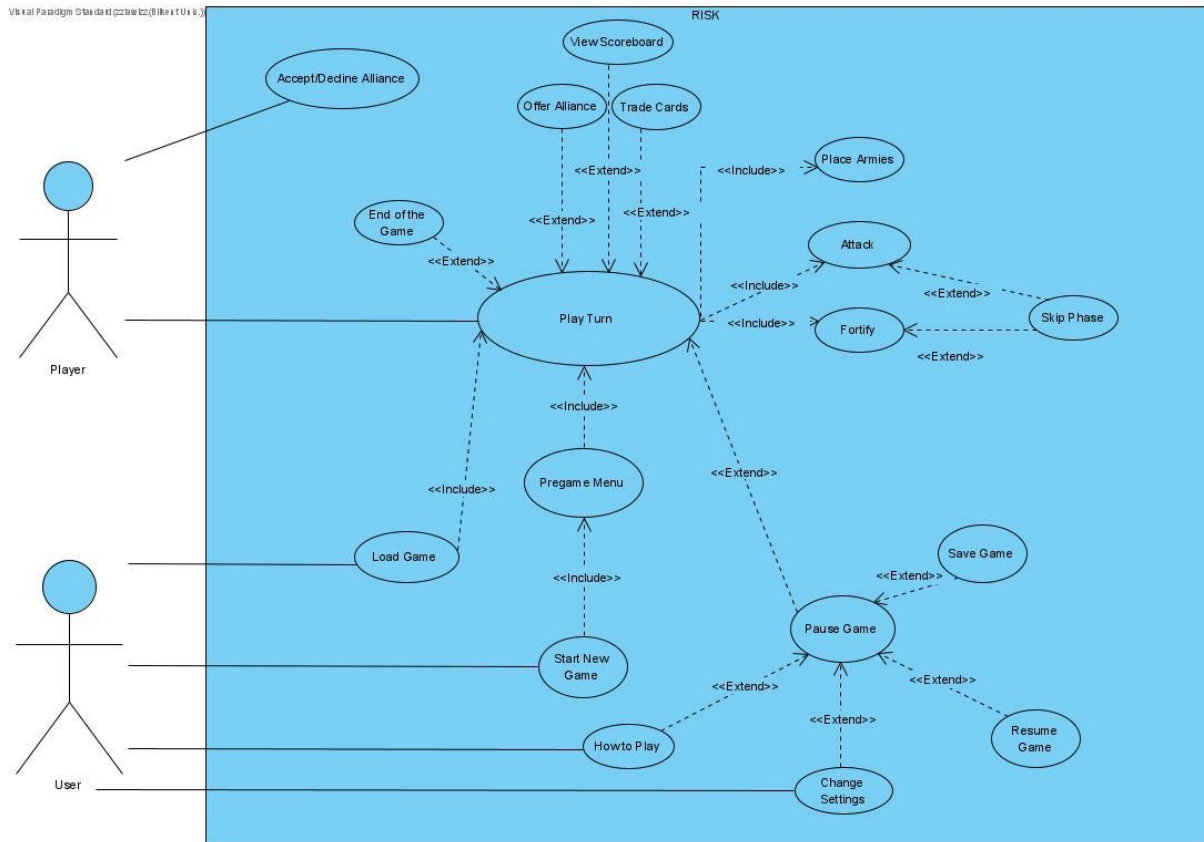 RISK
View Scoreboard
Accept/Decline Alliance
Offer Alliance
Trade Cards
Place Armies
<<Include>>
<<Extend>>
<<Extend>>
<<Extend>>
End of the
Game
<<Extend>>
Attack
<<Include>>
<<Extend>>
Play Turn
<<Include>>
Fortify
Skip Phase
<<Extend>>
Player
<<Include>>
<<Extend>>
Pregame Menu
<<Include>>
Load Game
Save Game
<<Extend>>
<<Include>>
Pause Game
Start New
Game
<<Extend>>
<<Extend>>
<<Extend>>
How to Play
Resume
Game
User
Change
Settings